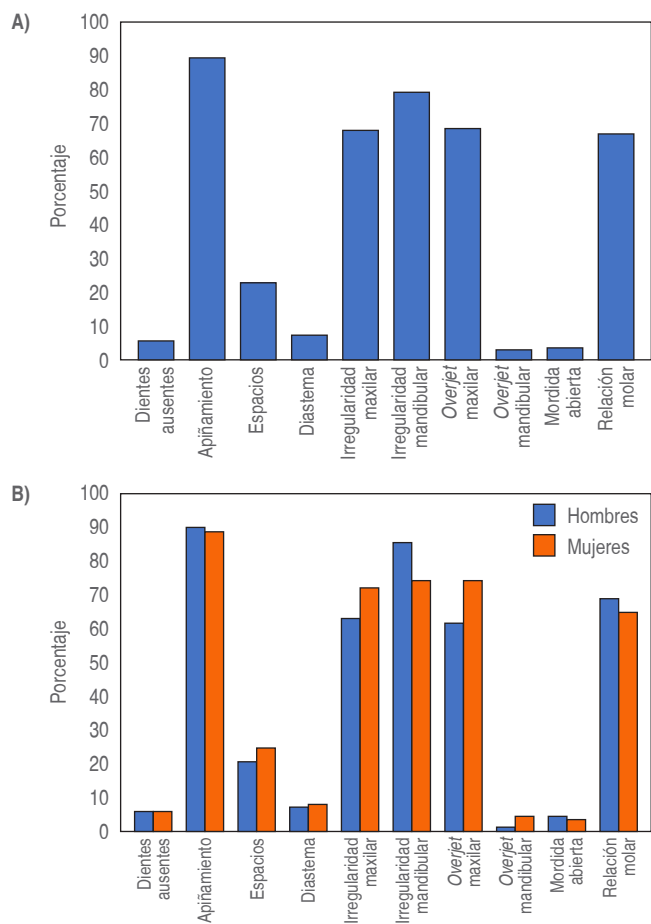 A)
Porcentaje
100
90
80
70
60
50
40
30
20
10
0
Dientes
ausentes
Apiñamiento
Espacios
Diastema
Irregularidad
maxilar
Irregularidad
mandibular
Overjet
maxilar
Overjet
mandibular
Mordida
abierta
Relación
molar
B)
Porcentaje
100
90
80
70
60
50
40
30
20
10
0
Hombres
Mujeres
Dientes
ausentes
Apiñamiento
Espacios
Diastema
Irregularidad
maxilar
Irregularidad
mandibular
Overjet
maxilar
Overjet
mandibular
Mordida
abierta
Relación
molar